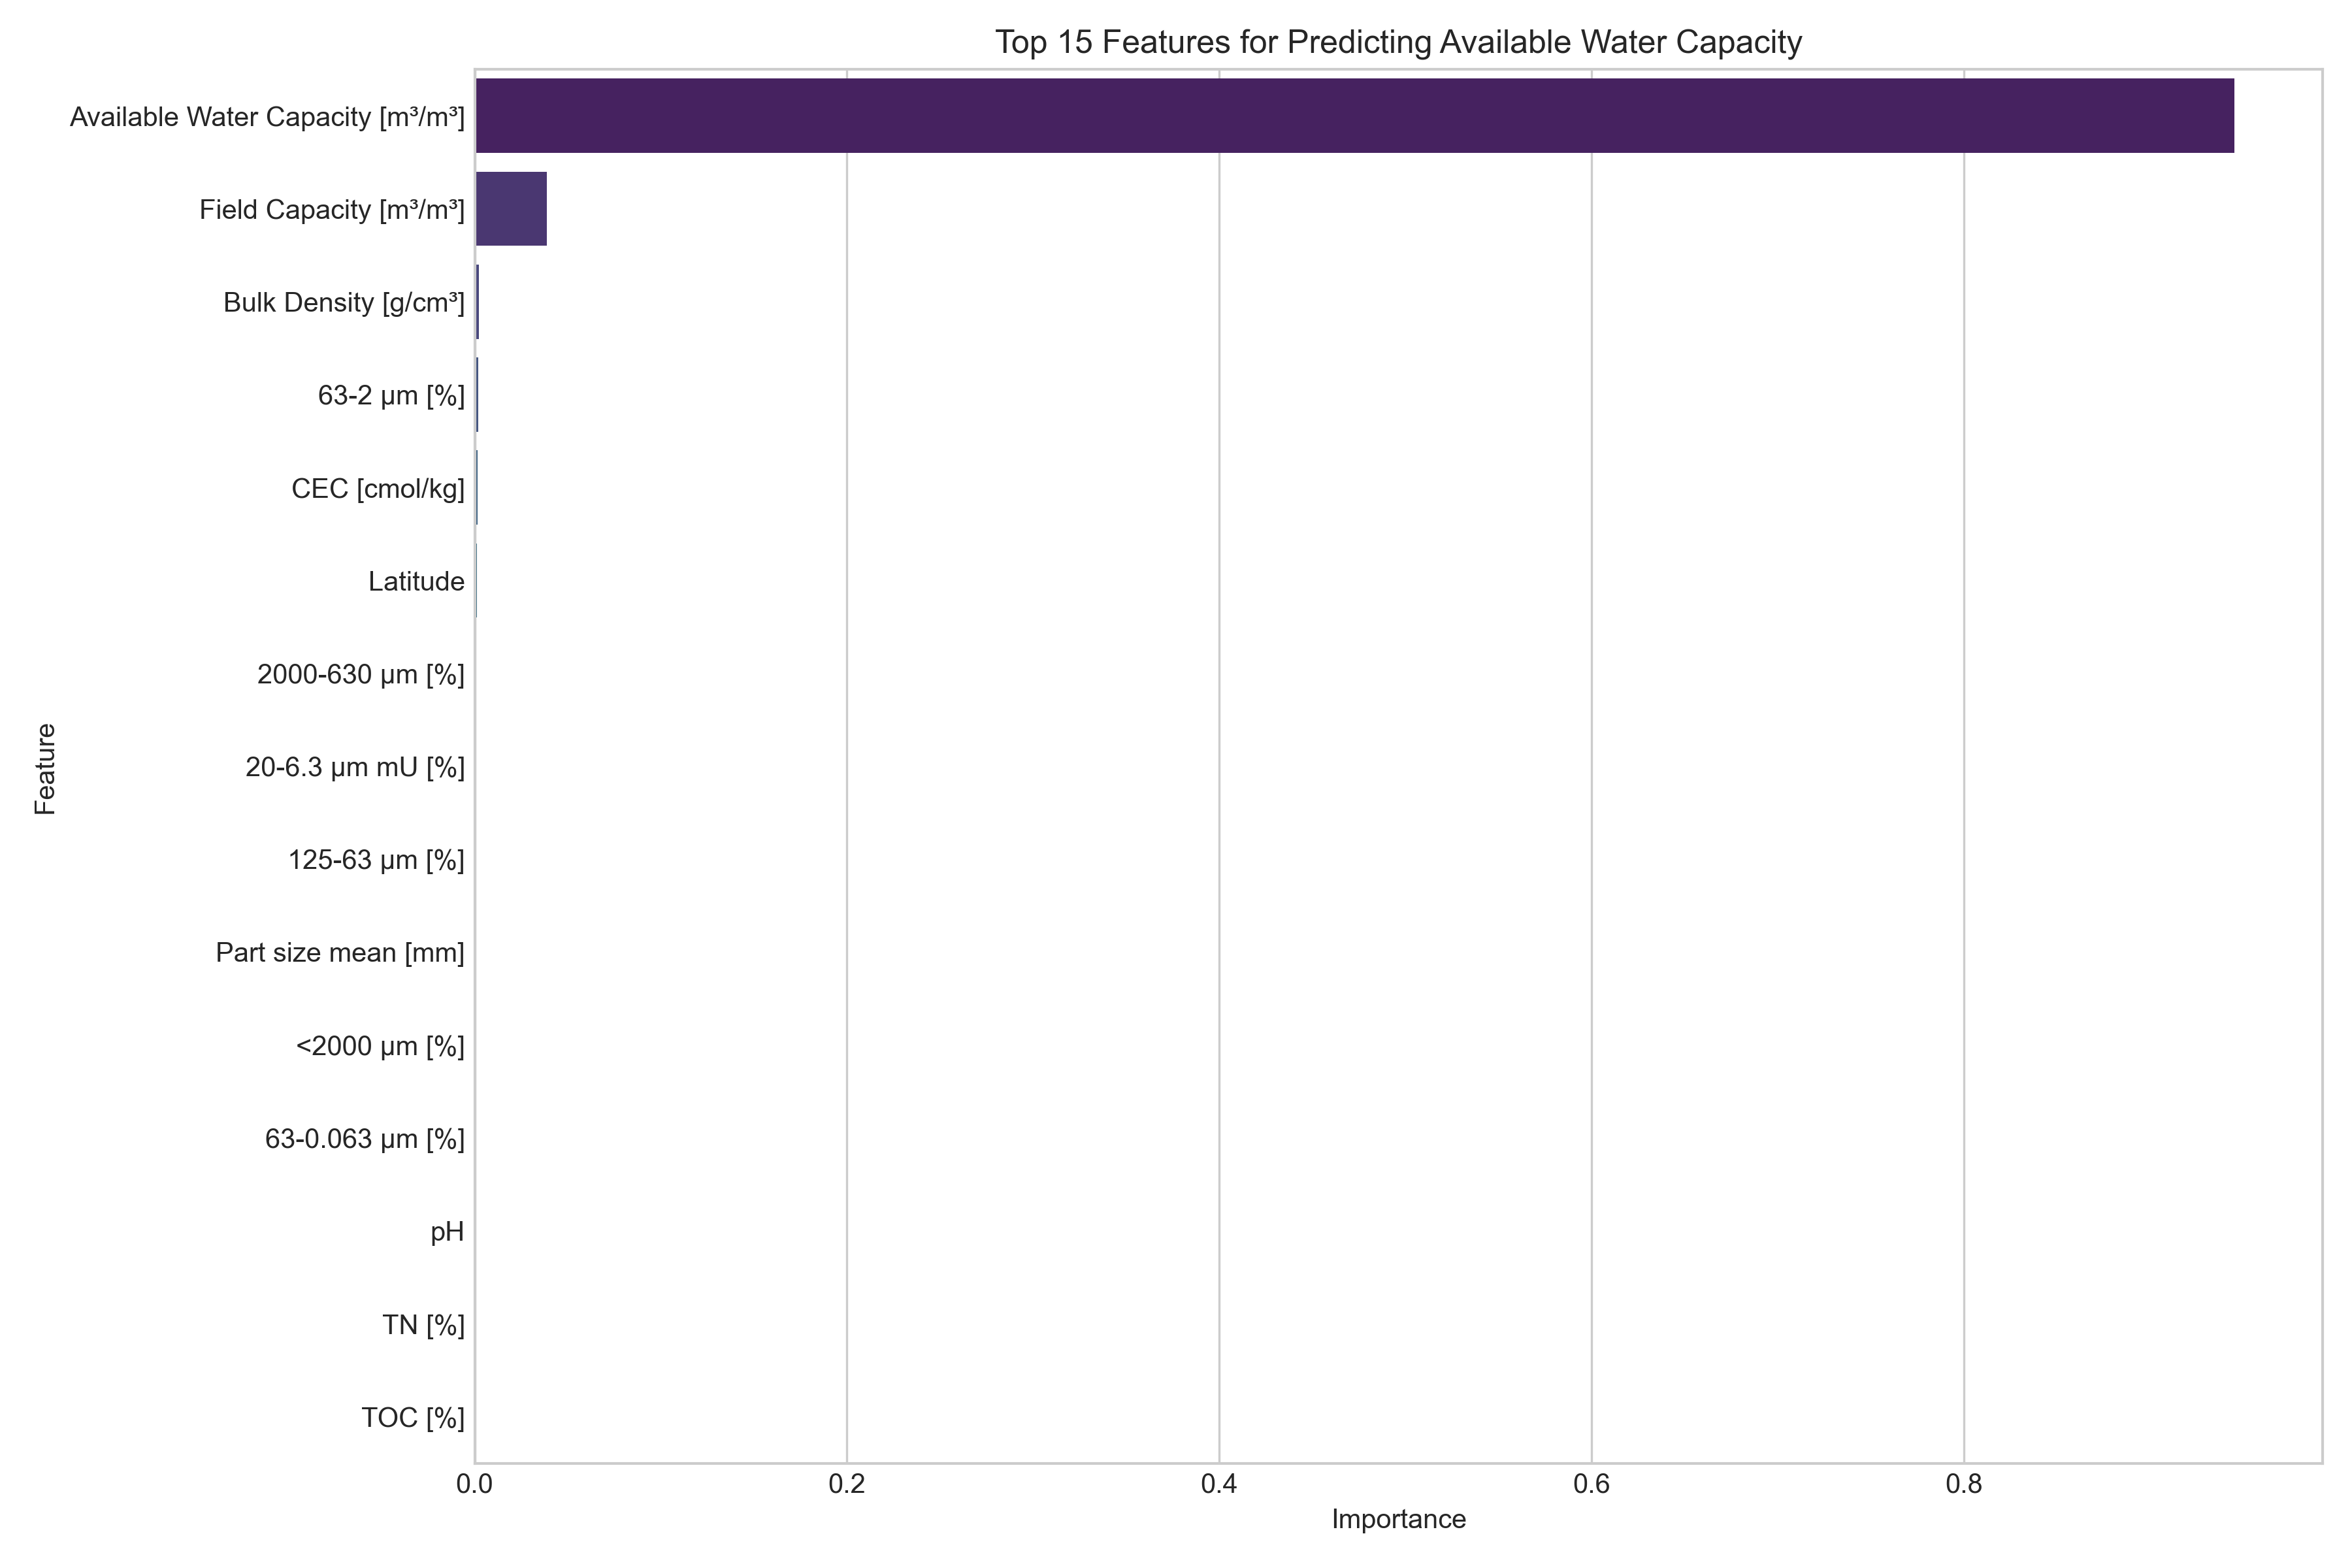 Top 15 Features for Predicting Available Water Capacity
Available Water Capacity [m³/m³]
Field Capacity [m³/m³]
Bulk Density [g/cm³]
63-2 µm [%]
CEC [cmol/kg]
Latitude
2000-630 µm [%]
20-6.3 µm mU [%]
125-63 µm [%]
Part size mean [mm]
<2000 µm [%]
63-0.063 µm [%]
pH
TN [%]
TOC [%]
Feature
0.0 0.2 0.4 0.6 0.8
Importance